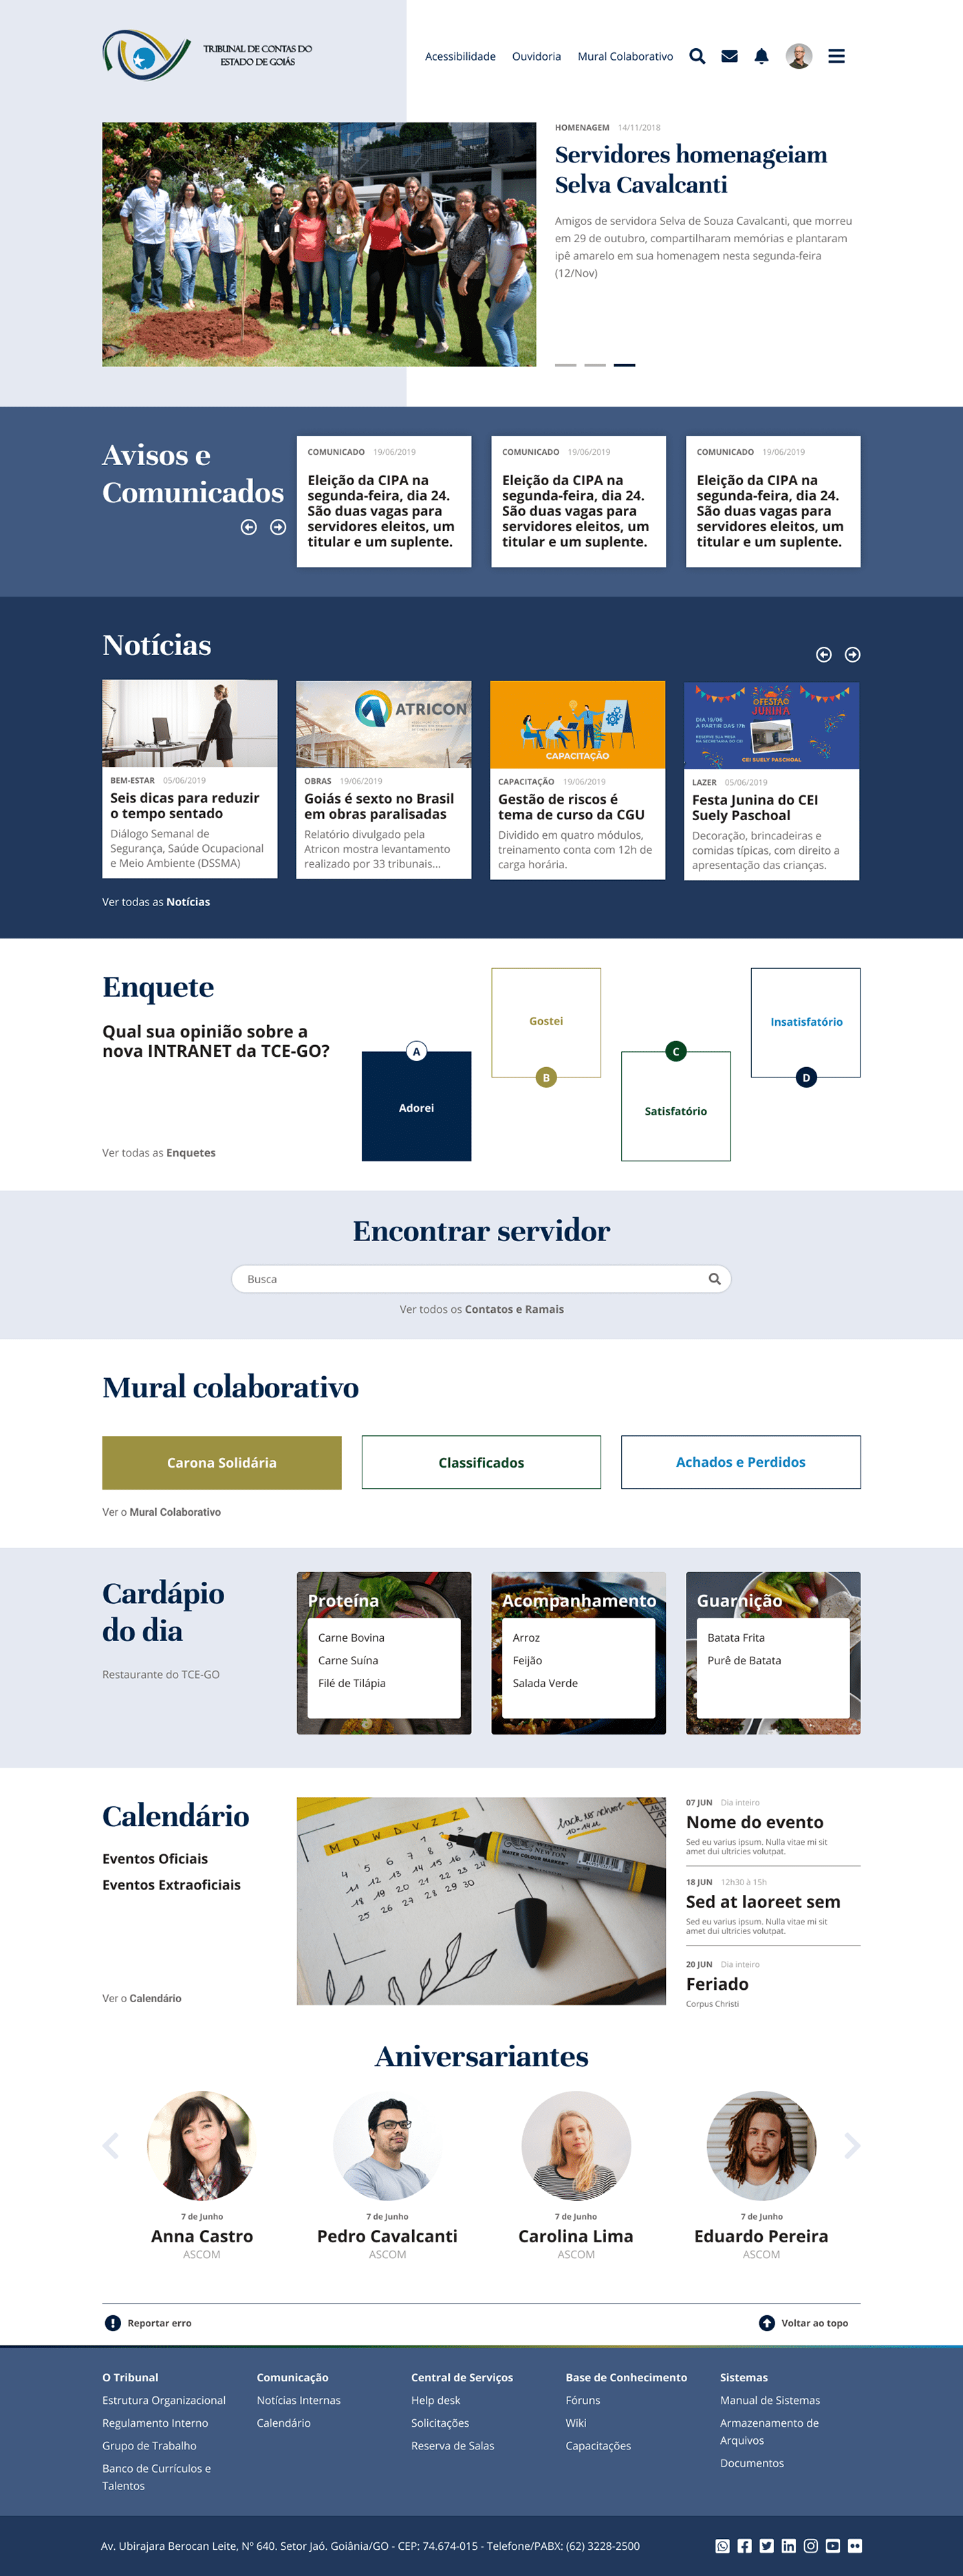 TRIBUNAL DE CONTAS DO
ESTADO DE GOIÁS
Acessibilidade Ouvidoria Mural Colaborativo
HOMENAGEM 14/11/2018
Servidores homenageiam
Selva Cavalcanti
Amigos de servidora Selva de Souza Cavalcanti, que morreu
em 29 de outubro, compartilharam memórias e plantaram
ipê amarelo em sua homenagem nesta segunda-feira
(12/Nov)
Avisos e
Comunicados
COMUNICADO 19/06/2019
Eleição da CIPA na
segunda-feira, dia 24.
São duas vagas para
servidores eleitos, um
titular e um suplente.
COMUNICADO 19/06/2019
Eleição da CIPA na
segunda-feira, dia 24.
São duas vagas para
servidores eleitos, um
titular e um suplente.
COMUNICADO 19/06/2019
Eleição da CIPA na
segunda-feira, dia 24.
São duas vagas para
servidores eleitos, um
titular e um suplente.
Notícias
BEM-ESTAR 05/06/2019
Seis dicas para reduzir
o tempo sentado
Diálogo Semanal de
Segurança, Saúde Ocupacional
e Meio Ambiente (DSSMA)
ATRICON
OBRAS 19/06/2019
Goiás é sexto no Brasil
em obras paralisadas
Relatório divulgado pela
Atricon mostra levantamento
realizado por 33 tribunais...
CAPACITAÇÃO
CAPACITAÇÃO 19/06/2019
Gestão de riscos é
tema de curso da CGU
Dividido em quatro módulos,
treinamento conta com 12h de
carga horária.
FESTÃO
JUNINA
DIA 19/06
A PARTIR DAS 17h
RESERVE SUA MESA
NA SECRETARIA DO CEI
CEI SUELY PASCHOAL
LAZER 05/06/2019
Festa Junina do CEI
Suely Paschoal
Decoração, brincadeiras e
comidas típicas, com direito a
apresentação das crianças.
Ver todas as Notícias
Enquete
Qual sua opinião sobre a
nova INTRANET da TCE-GO?
Ver todas as Enquetes
A
Adorei
Gostei
B
C
Satisfatório
Insatisfatório
D
Encontrar servidor
Busca
Ver todos os Contatos e Ramais
Mural colaborativo
Carona Solidária
Classificados
Achados e Perdidos
Ver o Mural Colaborativo
Cardápio
do dia
Restaurante do TCE-GO
Proteína
Carne Bovina
Carne Suína
Filé de Tilápia
Acompanhamento
Arroz
Feijão
Salada Verde
Guarnição
Batata Frita
Purê de Batata
Calendário
Eventos Oficiais
Eventos Extraoficiais
Ver o Calendário
M D W D V Z Z
NEWTON
WATER COLOUR MARKER
07 JUN Dia inteiro
Nome do evento
Sed eu varius ipsum. Nulla vitae mi sit
amet dui ultricies volutpat.
18 JUN 12h30 à 15h
Sed at laoreet sem
Sed eu varius ipsum. Nulla vitae mi sit
amet dui ultricies volutpat.
20 JUN Dia inteiro
Feriado
Corpus Christi
Aniversariantes
7 de Junho
Anna Castro
ASCOM
7 de Junho
Pedro Cavalcanti
ASCOM
7 de Junho
Carolina Lima
ASCOM
7 de Junho
Eduardo Pereira
ASCOM
Reportar erro
Voltar ao topo
O Tribunal
Estrutura Organizacional
Regulamento Interno
Grupo de Trabalho
Banco de Currículos e
Talentos
Comunicação
Notícias Internas
Calendário
Central de Serviços
Help desk
Solicitações
Reserva de Salas
Base de Conhecimento
Fóruns
Wiki
Capacitações
Sistemas
Manual de Sistemas
Armazenamento de
Arquivos
Documentos
Av. Ubirajara Berocan Leite, Nº 640. Setor Jaó. Goiânia/GO - CEP: 74.674-015 - Telefone/PABX: (62) 3228-2500